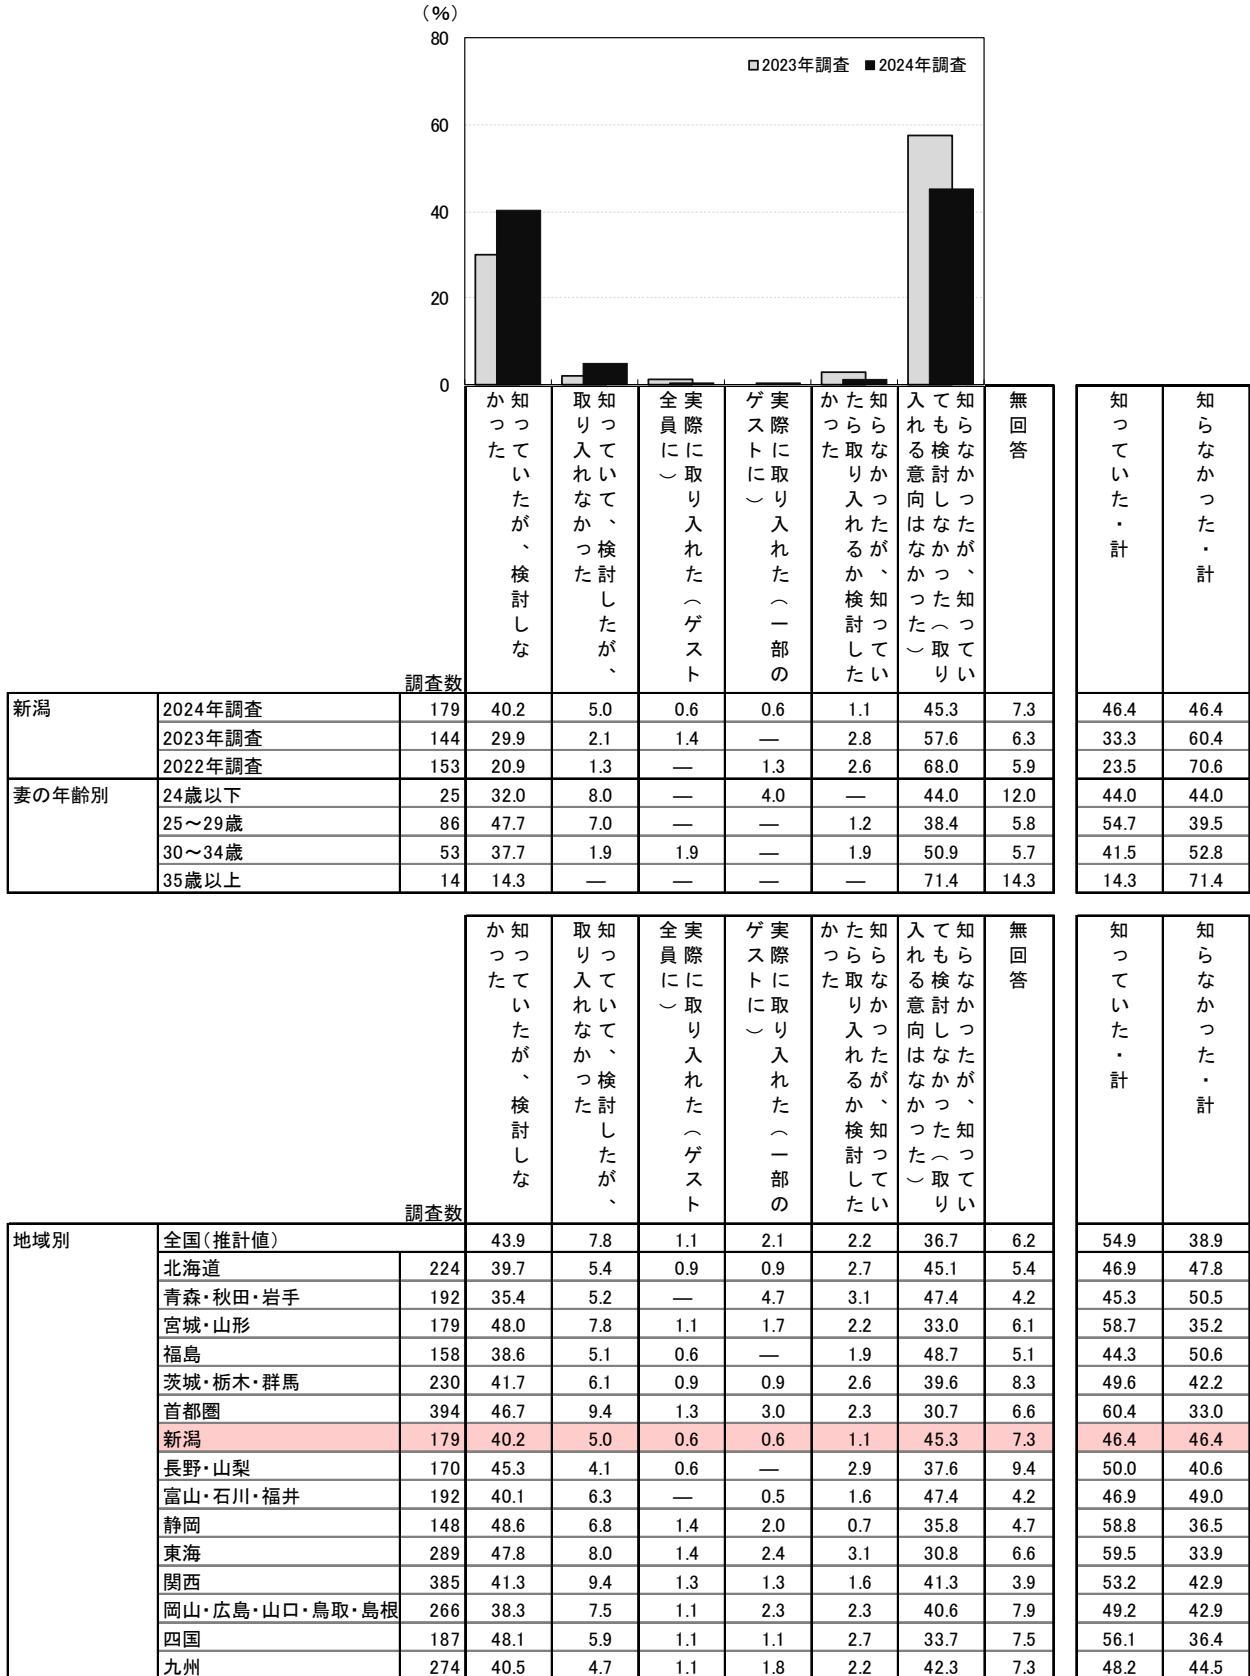 (%)
80
□2023年調査 ■2024年調査
60
40
20
0
知っていたが、検討しな
かった
知っていて、検討したが、
取り入れなかった
実際に取り入れた(ゲスト
全員に)
実際に取り入れた(一部の
ゲストに)
知らなかったが、知ってい
たら取り入れるか検討した
かった
知らなかったが、知ってい
ても検討しなかった(取り
入れる意向はなかった)
無回答
知っていた・計
知らなかった・計
調査数
新潟 2024年調査 179 40.2 5.0 0.6 0.6 1.1 45.3 7.3 46.4 46.4
2023年調査 144 29.9 2.1 1.4 ― 2.8 57.6 6.3 33.3 60.4
2022年調査 153 20.9 1.3 ― 1.3 2.6 68.0 5.9 23.5 70.6
妻の年齢別 24歳以下 25 32.0 8.0 ― 4.0 ― 44.0 12.0 44.0 44.0
25~29歳 86 47.7 7.0 ― ― 1.2 38.4 5.8 54.7 39.5
30~34歳 53 37.7 1.9 1.9 ― 1.9 50.9 5.7 41.5 52.8
35歳以上 14 14.3 ― ― ― ― 71.4 14.3 14.3 71.4
知っていたが、検討しな
かった
知っていて、検討したが、
取り入れなかった
実際に取り入れた(ゲスト
全員に)
実際に取り入れた(一部の
ゲストに)
知らなかったが、知ってい
たら取り入れるか検討した
かった
知らなかったが、知ってい
ても検討しなかった(取り
入れる意向はなかった)
無回答
知っていた・計
知らなかった・計
調査数
地域別 全国(推計値) 43.9 7.8 1.1 2.1 2.2 36.7 6.2 54.9 38.9
北海道 224 39.7 5.4 0.9 0.9 2.7 45.1 5.4 46.9 47.8
青森・秋田・岩手 192 35.4 5.2 ― 4.7 3.1 47.4 4.2 45.3 50.5
宮城・山形 179 48.0 7.8 1.1 1.7 2.2 33.0 6.1 58.7 35.2
福島 158 38.6 5.1 0.6 ― 1.9 48.7 5.1 44.3 50.6
茨城・栃木・群馬 230 41.7 6.1 0.9 0.9 2.6 39.6 8.3 49.6 42.2
首都圏 394 46.7 9.4 1.3 3.0 2.3 30.7 6.6 60.4 33.0
新潟 179 40.2 5.0 0.6 0.6 1.1 45.3 7.3 46.4 46.4
長野・山梨 170 45.3 4.1 0.6 ― 2.9 37.6 9.4 50.0 40.6
富山・石川・福井 192 40.1 6.3 ― 0.5 1.6 47.4 4.2 46.9 49.0
静岡 148 48.6 6.8 1.4 2.0 0.7 35.8 4.7 58.8 36.5
東海 289 47.8 8.0 1.4 2.4 3.1 30.8 6.6 59.5 33.9
関西 385 41.3 9.4 1.3 1.3 1.6 41.3 3.9 53.2 42.9
岡山・広島・山口・鳥取・島根 266 38.3 7.5 1.1 2.3 2.3 40.6 7.9 49.2 42.9
四国 187 48.1 5.9 1.1 1.1 2.7 33.7 7.5 56.1 36.4
九州 274 40.5 4.7 1.1 1.8 2.2 42.3 7.3 48.2 44.5